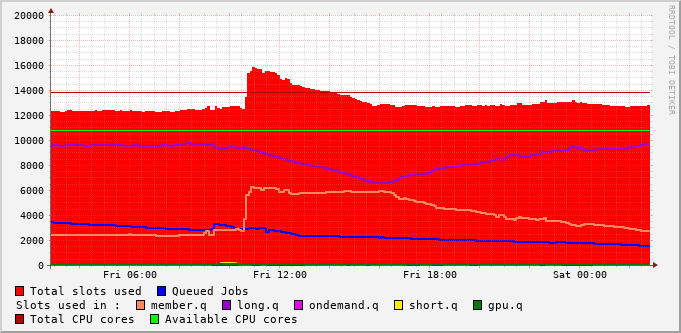 20000
18000
16000
14000
12000
10000
8000
6000
4000
2000
0
Fri 06:00 Fri 12:00 Fri 18:00 Sat 00:00
RRDTOOL / TOBI OETIKER
Total slots used Queued Jobs
Slots used in : member.q long.q ondemand.q short.q gpu.q
Total CPU cores Available CPU cores